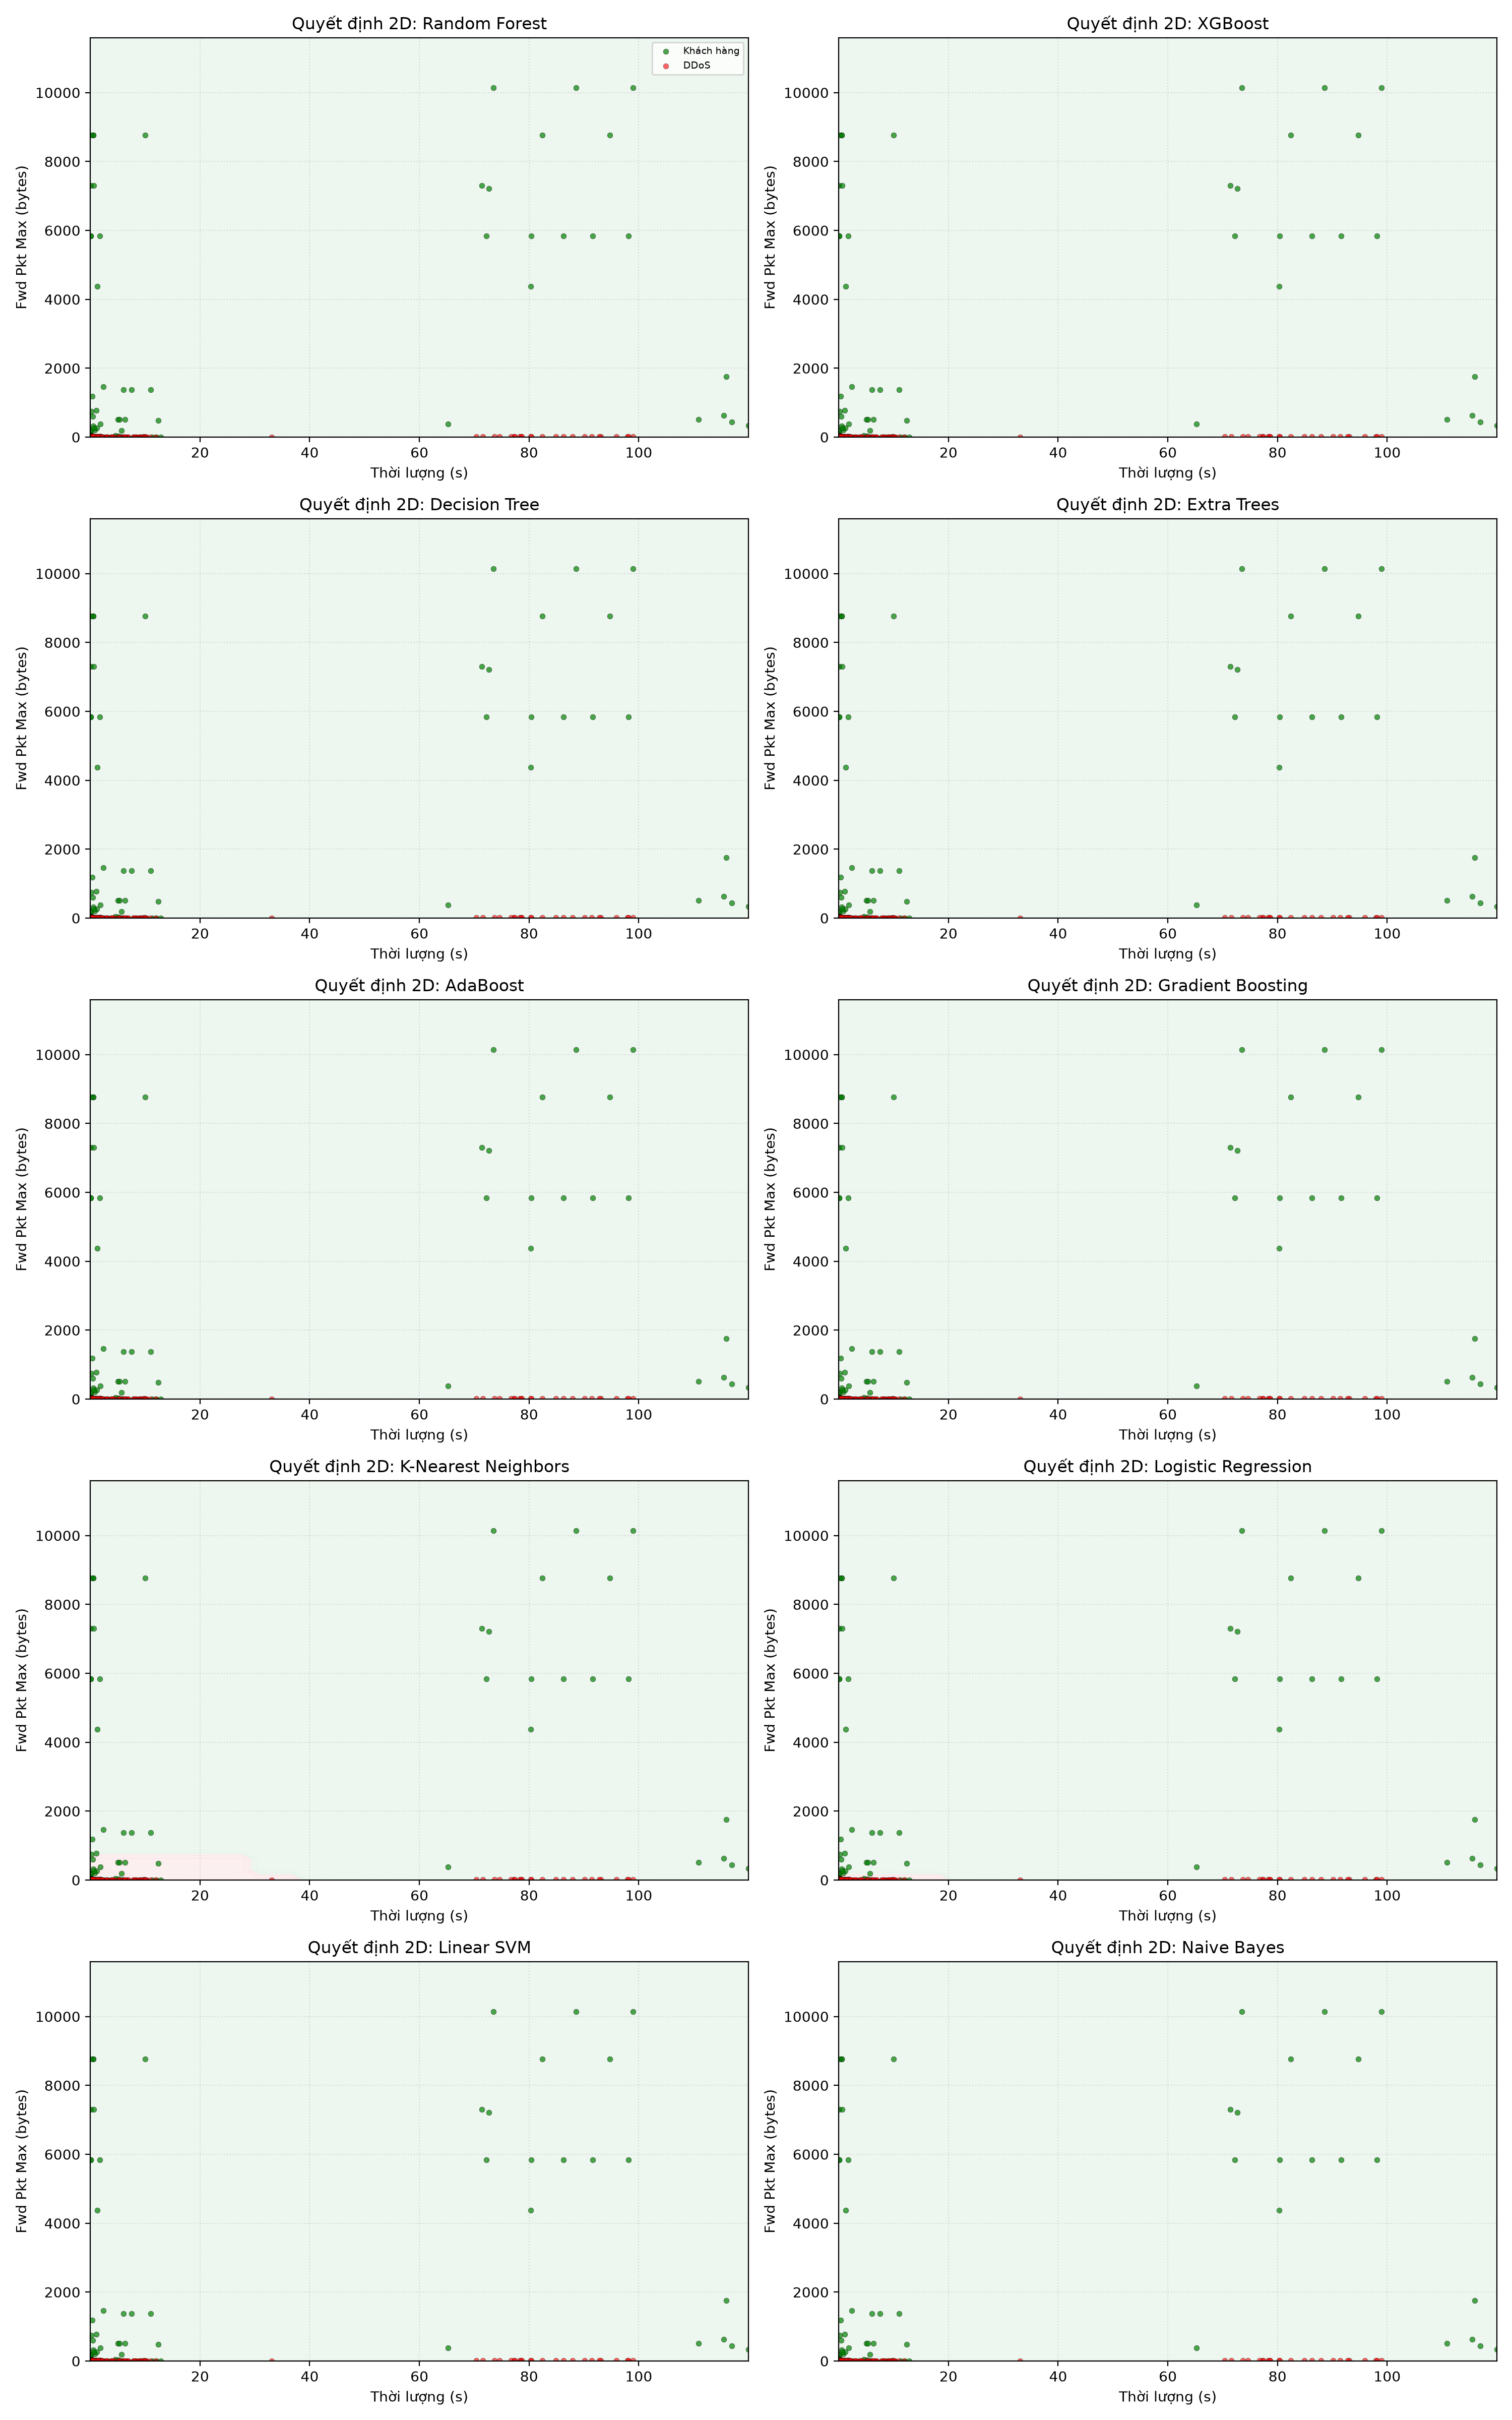 Quyết định 2D: Random Forest
Khách hàng
DDoS
Fwd Pkt Max (bytes)
10000
8000
6000
4000
2000
0
20 40 60 80 100
Thời lượng (s)
Quyết định 2D: XGBoost
Fwd Pkt Max (bytes)
10000
8000
6000
4000
2000
0
20 40 60 80 100
Thời lượng (s)
Quyết định 2D: Decision Tree
Fwd Pkt Max (bytes)
10000
8000
6000
4000
2000
0
20 40 60 80 100
Thời lượng (s)
Quyết định 2D: Extra Trees
Fwd Pkt Max (bytes)
10000
8000
6000
4000
2000
0
20 40 60 80 100
Thời lượng (s)
Quyết định 2D: AdaBoost
Fwd Pkt Max (bytes)
10000
8000
6000
4000
2000
0
20 40 60 80 100
Thời lượng (s)
Quyết định 2D: Gradient Boosting
Fwd Pkt Max (bytes)
10000
8000
6000
4000
2000
0
20 40 60 80 100
Thời lượng (s)
Quyết định 2D: K-Nearest Neighbors
Fwd Pkt Max (bytes)
10000
8000
6000
4000
2000
0
20 40 60 80 100
Thời lượng (s)
Quyết định 2D: Logistic Regression
Fwd Pkt Max (bytes)
10000
8000
6000
4000
2000
0
20 40 60 80 100
Thời lượng (s)
Quyết định 2D: Linear SVM
Fwd Pkt Max (bytes)
10000
8000
6000
4000
2000
0
20 40 60 80 100
Thời lượng (s)
Quyết định 2D: Naive Bayes
Fwd Pkt Max (bytes)
10000
8000
6000
4000
2000
0
20 40 60 80 100
Thời lượng (s)